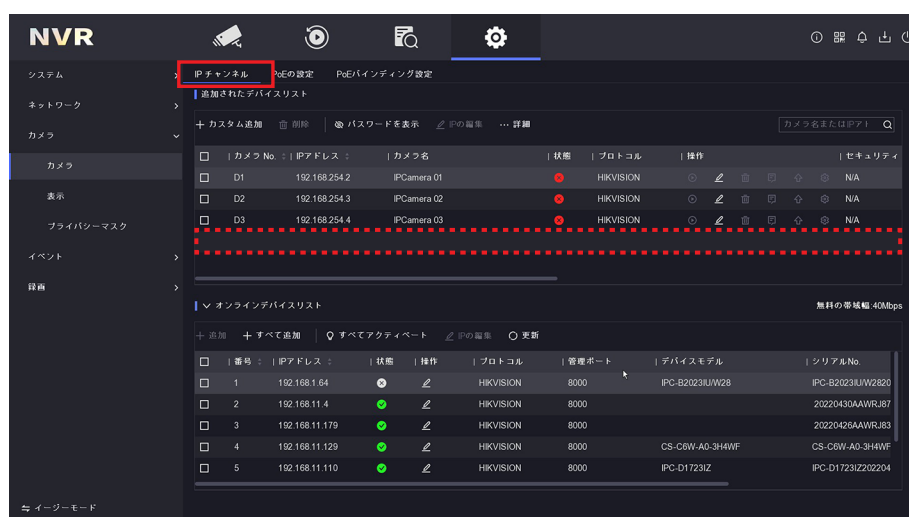 NVR
システム
ネットワーク
カメラ
カメラ
表示
プライバシーマスク
イベント
録画
イージーモード
IPチャンネル PoEの設定 PoEバインディング設定
追加されたデバイスリスト
+ カスタム追加 削除 パスワードを表示 IPの編集 ... 詳細 カメラ名またはIPアド
カメラ No. IPアドレス カメラ名 状態 プロトコル 操作 セキュリティ
D1 192.168.254.2 IPCamera 01 HIKVISION N/A
D2 192.168.254.3 IPCamera 02 HIKVISION N/A
D3 192.168.254.4 IPCamera 03 HIKVISION N/A
オンラインデバイスリスト 無料の帯域幅:40Mbps
+ 追加 + すべて追加 すべてアクティベート IPの編集 更新
番号 IPアドレス 状態 操作 プロトコル 管理ポート デバイスモデル シリアルNo.
1 192.168.1.64 HIKVISION 8000 IPC-B2023IU/W28 IPC-B2023IU/W2820
2 192.168.11.4 HIKVISION 8000 20220430AAWRJ87
3 192.168.11.179 HIKVISION 8000 20220426AAWRJ83
4 192.168.11.129 HIKVISION 8000 CS-C6W-A0-3H4WF CS-C6W-A0-3H4WF
5 192.168.11.110 HIKVISION 8000 IPC-D1723IZ IPC-D1723IZ202204